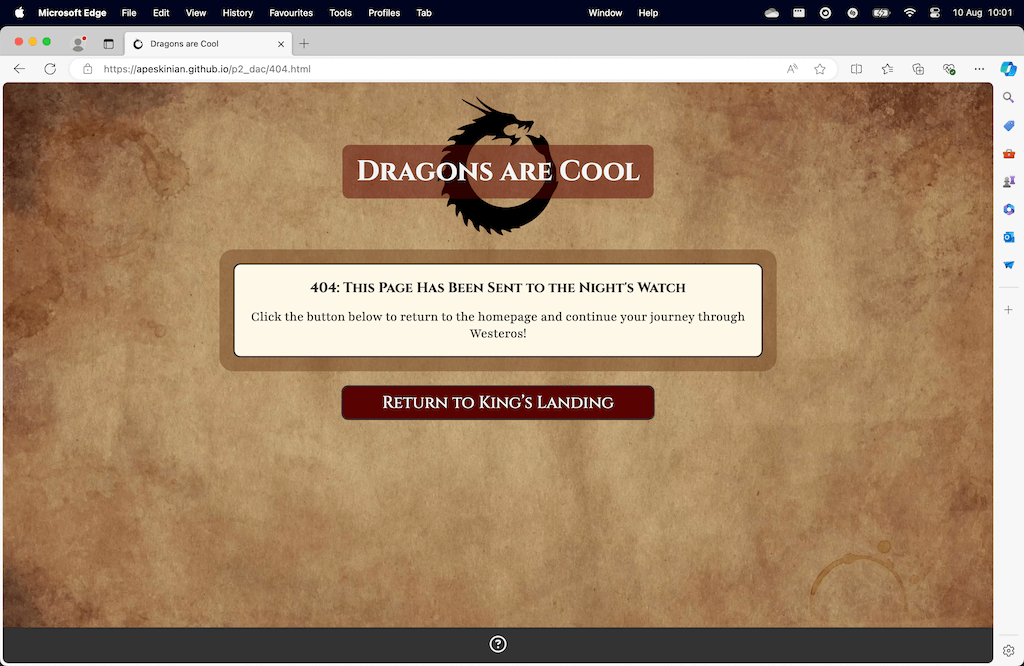 Microsoft Edge File Edit View History Favourites Tools Profiles Tab Window Help 10 Aug 10:01
Dragons are Cool
https://apeskinian.github.io/p2_dac/404.html
Dragons are Cool
404: This Page Has Been Sent to the Night's Watch
Click the button below to return to the homepage and continue your journey through
Westeros!
Return to King's Landing